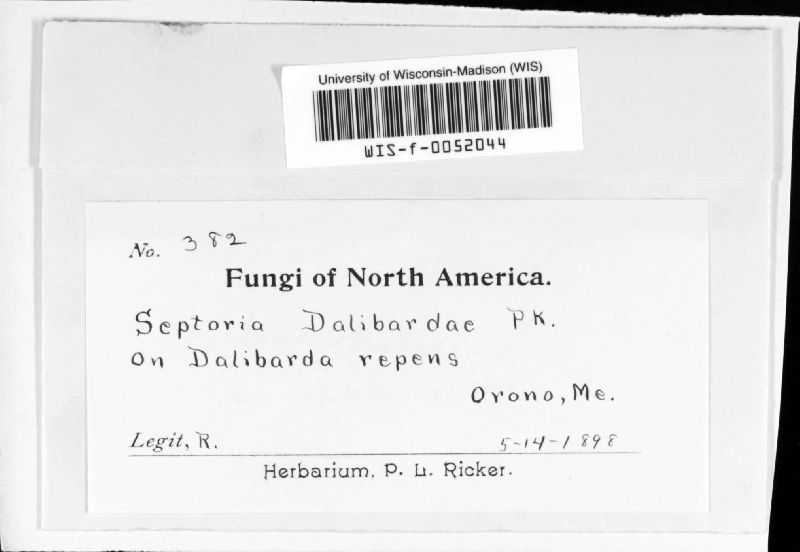 University of Wisconsin-Madison (WIS)
WIS-f-0052044
No. 382
Fungi of North America.
Septoria Dalibardae PK.
On Dalibarda repens
Orono, Me.
Legit, R. 5-14-1898
Herbarium, P. L. Ricker.